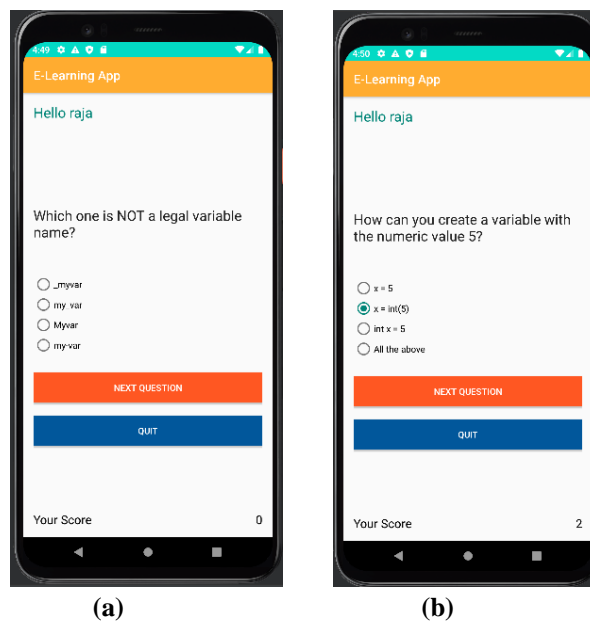 4:49
E-Learning App
Hello raja
Which one is NOT a legal variable
name?
_myvar
my_var
Myvar
my-var
NEXT QUESTION
QUIT
Your Score 0
(a)
4:50
E-Learning App
Hello raja
How can you create a variable with
the numeric value 5?
x = 5
x = int(5)
int x = 5
All the above
NEXT QUESTION
QUIT
Your Score 2
(b)